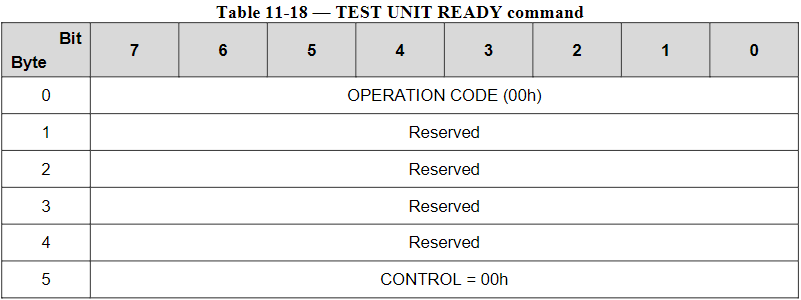 Table 11-18 — TEST UNIT READY command
Bit
Byte
7 6 5 4 3 2 1 0
0 OPERATION CODE (00h)
1 Reserved
2 Reserved
3 Reserved
4 Reserved
5 CONTROL = 00h